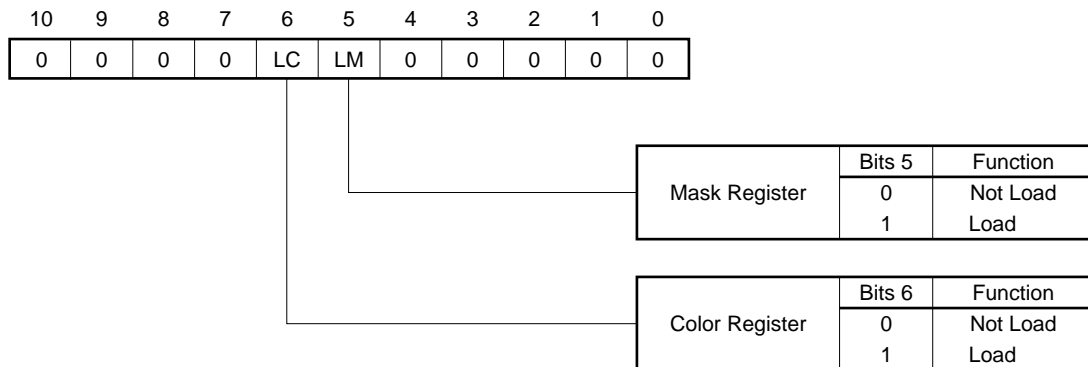 10 9 8 7 6 5 4 3 2 1 0
0 0 0 0 LC LM 0 0 0 0 0
Bits 5 Function
Mask Register 0 Not Load
1 Load
Bits 6 Function
Color Register 0 Not Load
1 Load